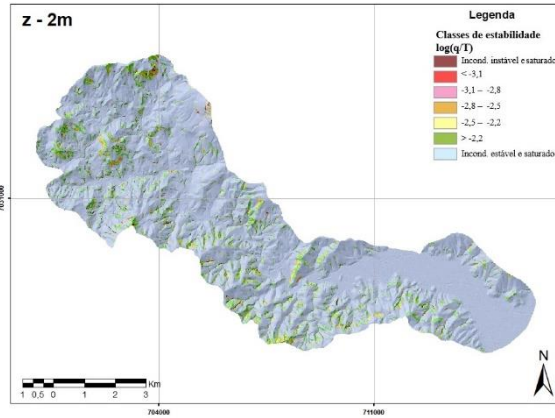 z - 2m
Legenda
Classes de estabilidade
log(q/T)
Incond. instável e saturado
< -3,1
-3,1 – -2,8
-2,8 – -2,5
-2,5 – -2,2
> -2,2
Incond. estável e saturado
N
1 0,5 0 1 2 3
Km
704000
711000